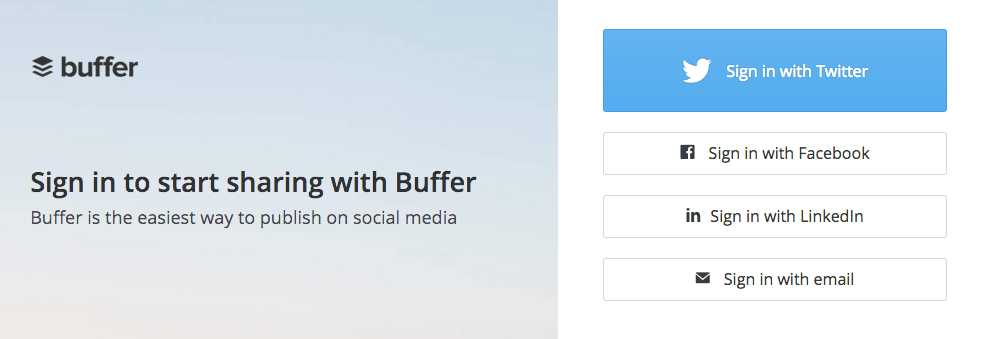 buffer
Sign in to start sharing with Buffer
Buffer is the easiest way to publish on social media
Sign in with Twitter
Sign in with Facebook
in Sign in with LinkedIn
Sign in with email